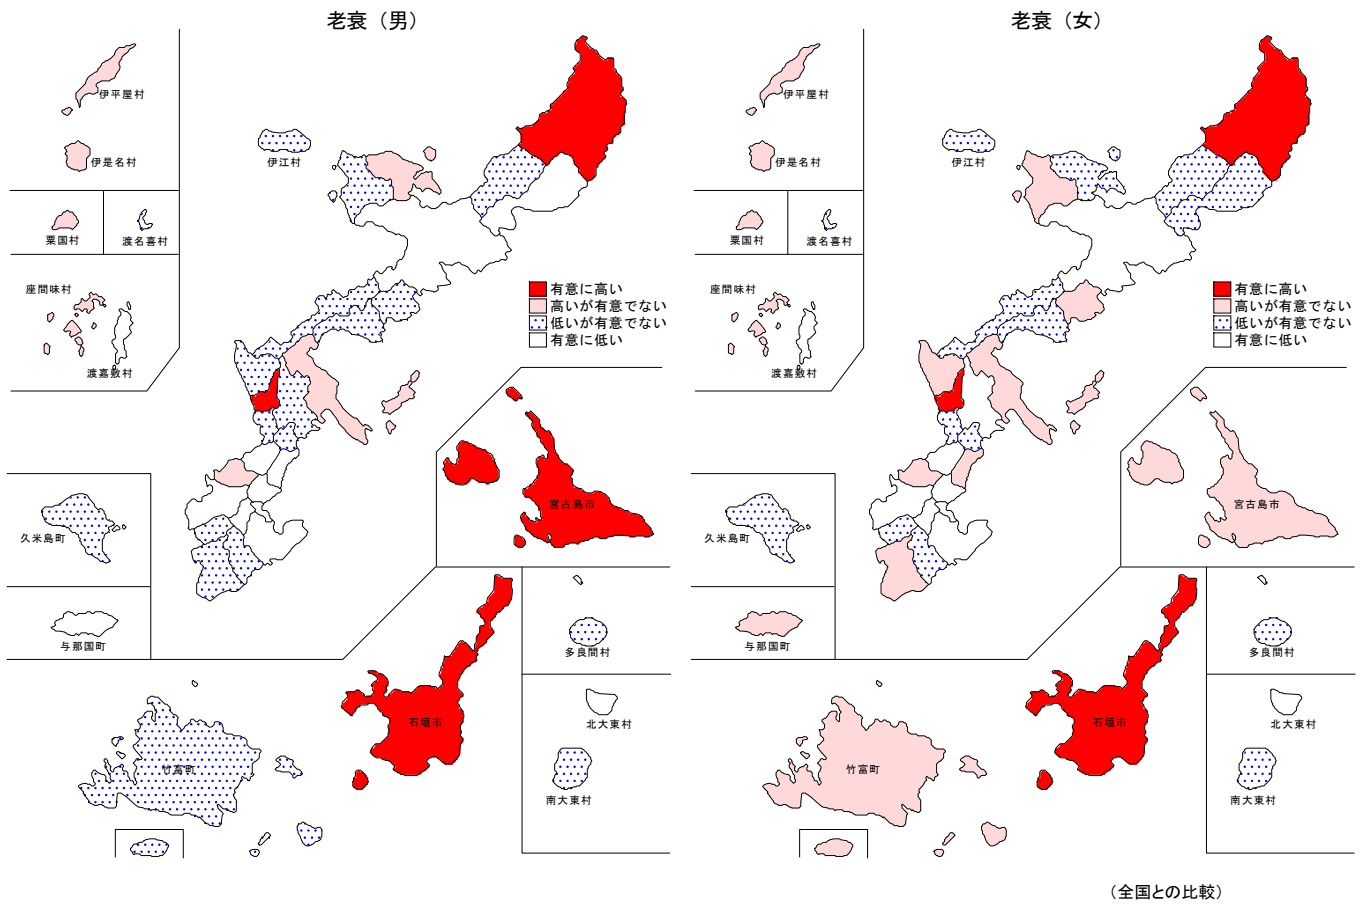 老衰（男）
伊平屋村
伊是名村
伊江村
粟国村
渡名喜村
座間味村
渡嘉敷村
有意に高い
高いが有意でない
低いが有意でない
有意に低い
久米島町
与那国町
宮古島市
多良間村
石垣市
北大東村
竹富町
南大東村
老衰（女）
伊平屋村
伊是名村
伊江村
粟国村
渡名喜村
座間味村
渡嘉敷村
有意に高い
高いが有意でない
低いが有意でない
有意に低い
久米島町
与那国町
宮古島市
多良間村
石垣市
北大東村
竹富町
南大東村
（全国との比較）